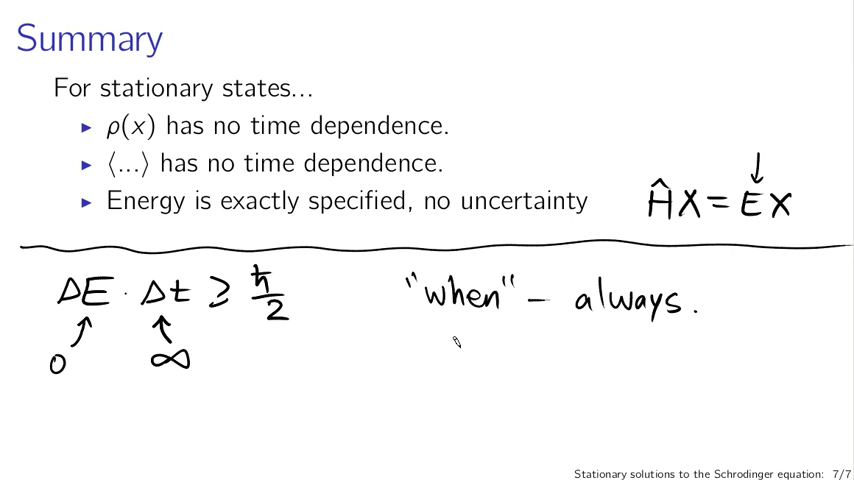 Summary
For stationary states...
▶ ρ(x) has no time dependence.
▶ ⟨...⟩ has no time dependence.
▶ Energy is exactly specified, no uncertainty
ĤX = EX
↓
ΔE · Δt ≥ ħ/2
"when" – always.
0
∞
Stationary solutions to the Schrodinger equation: 7/7